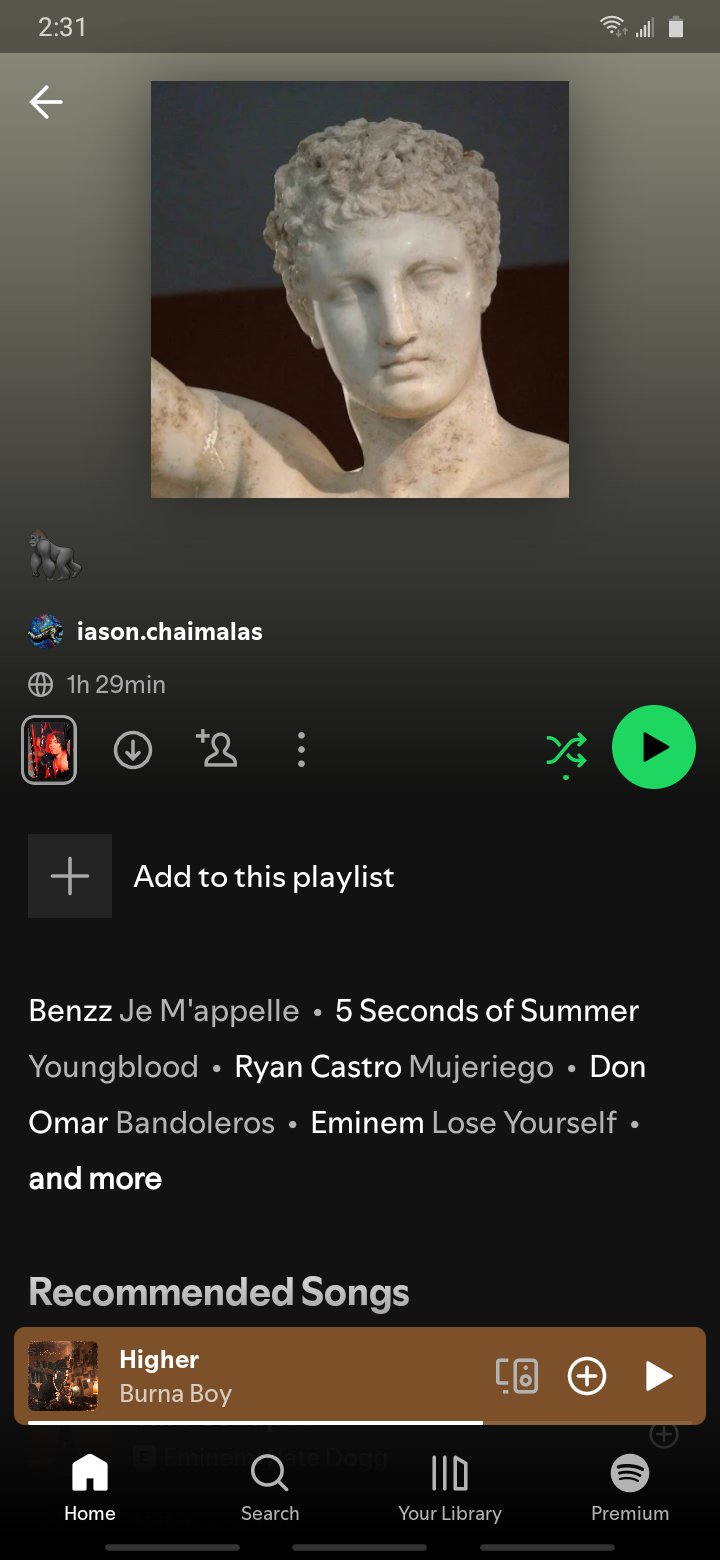 2:31
iason.chaimalas
1h 29min
Add to this playlist
Benzz Je M'appelle • 5 Seconds of Summer
Youngblood • Ryan Castro Mujeriego • Don
Omar Bandoleros • Eminem Lose Yourself •
and more
Recommended Songs
Higher
Burna Boy
E Eminem, Nate Dogg
Home Search Your Library Premium